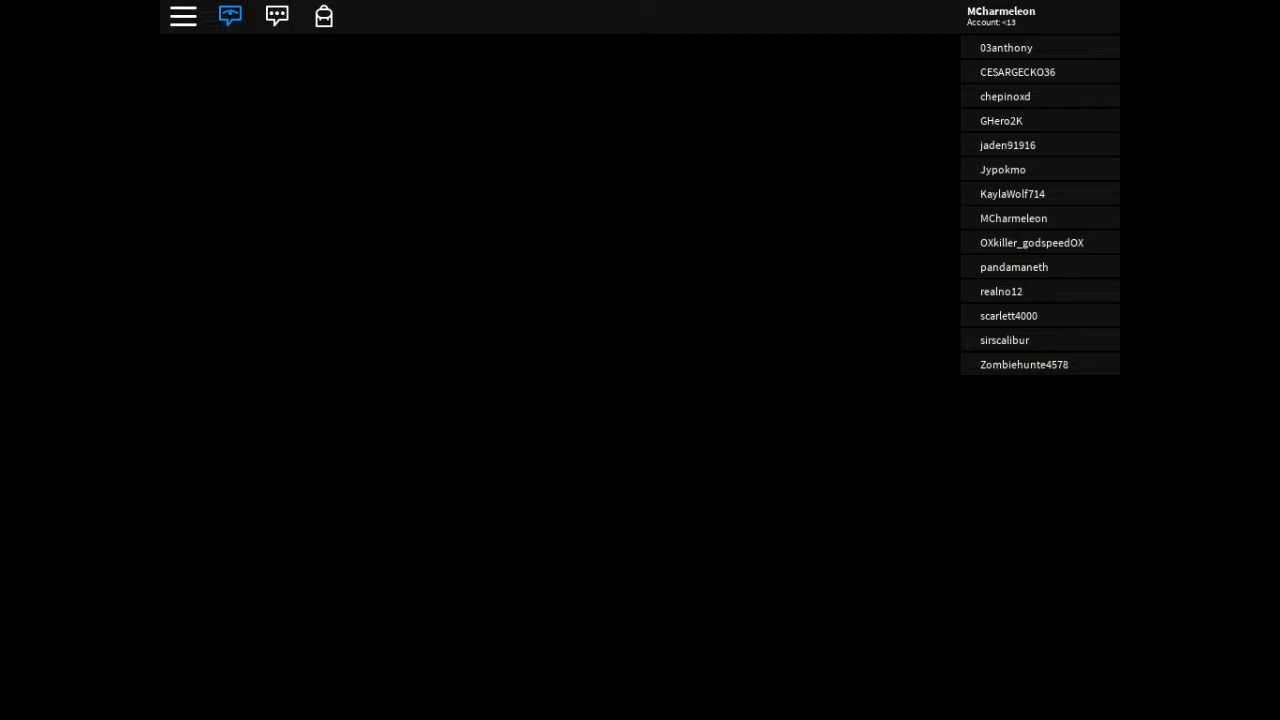 MCharmeleon
Account: <13
03anthony
CESARGECKO36
chepinoxd
GHero2K
jaden91916
Jypokmo
KaylaWolf714
MCharmeleon
OXkiller_godspeedOX
pandamaneth
realno12
scarlett4000
sirscalibur
Zombiehunte4578